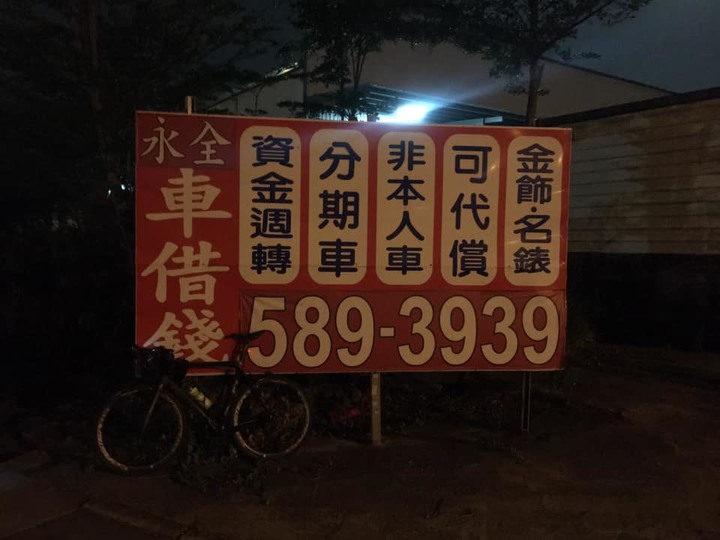 永全
車借錢
資金週轉
分期車
非本人車
可代償
金飾·名錶
589-3939